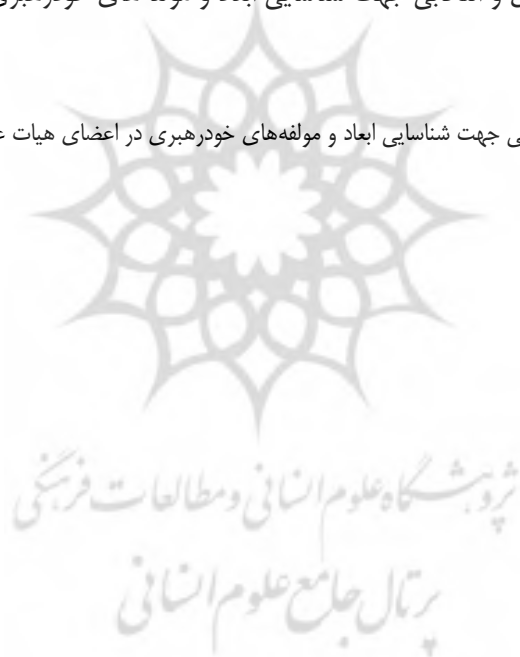 و انتخابی جهت شناسایی ابعاد و مولفه های خودرهبری
ی جهت شناسایی ابعاد و مولفه‌های خودرهبری در اعضای هیات ع
پژوهشگاه علوم انسانی و مطالعات فرهنگی
پرتال جامع علوم انسانی